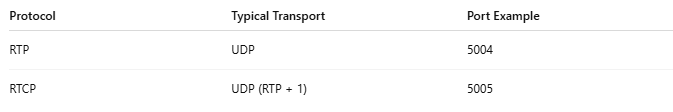 Protocol Typical Transport Port Example
RTP UDP 5004
RTCP UDP (RTP + 1) 5005